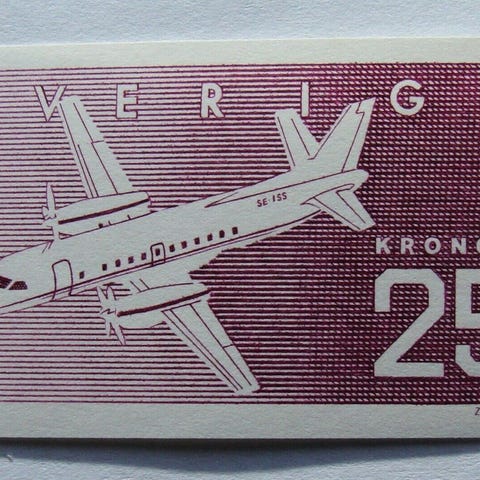 VERIG
SE-ISS
KRONO
25
Z